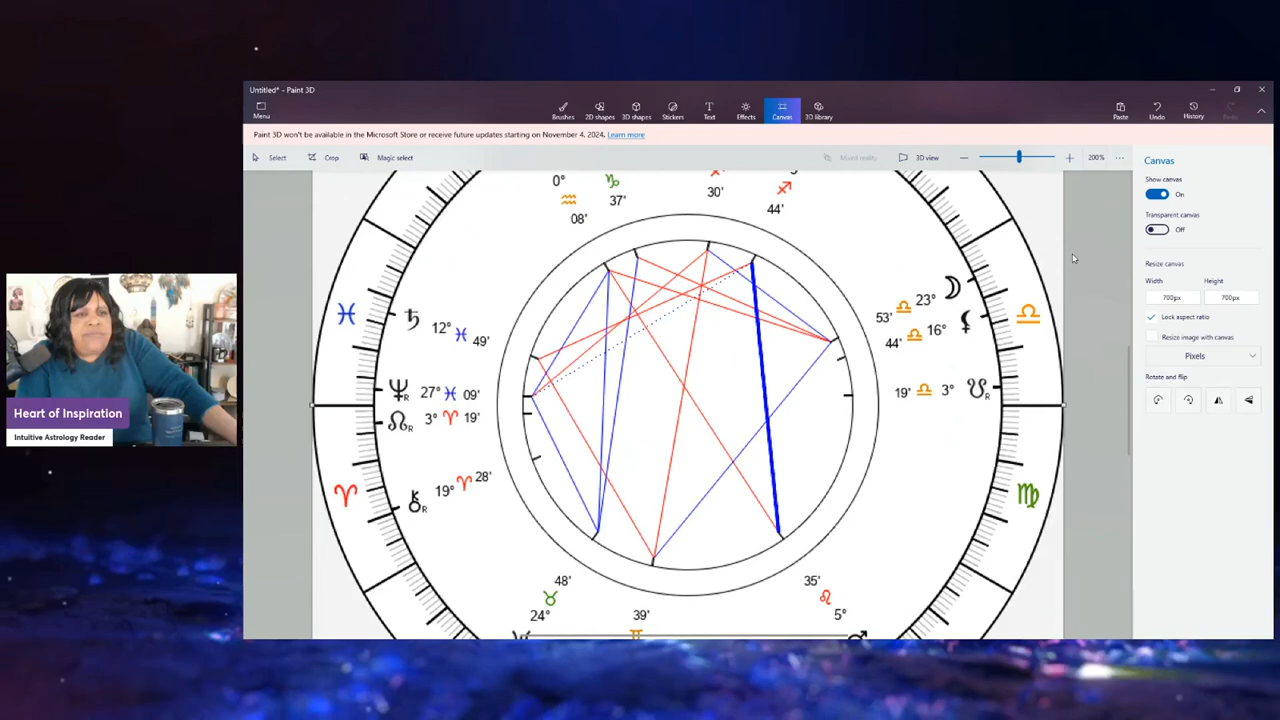 Untitled* - Paint 3D
Menu
Brushes
2D shapes
3D shapes
Stickers
Text
Effects
Canvas
3D library
Paste
Undo
History
Redo
Paint 3D won't be available in the Microsoft Store or receive future updates starting on November 4, 2024. Learn more
Select
Crop
Magic select
Mixed reality
3D view
200%
Canvas
Show canvas
On
Transparent canvas
Off
Resize canvas
Width
Height
700px
700px
Lock aspect ratio
Resize image with canvas
Pixels
Rotate and flip
0° ♑
♒ 37'
08'
30'
♐
44'
♓
♄ 12° ♓ 49'
♆R 27° ♓ 09'
☊R 3° ♈ 19'
♈
⚷R 19° ♈ 28'
53' ♎ 23° ☽
44' ♎ 16° ⚸
♎
19' ♎ 3° ☋R
♍
48'
♉
24°
39'
♊
35'
♌
5°
Heart of Inspiration
Intuitive Astrology Reader